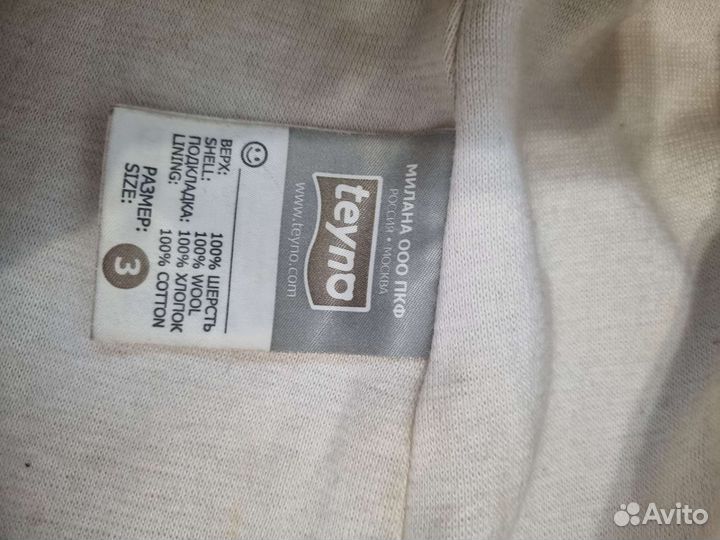 МИЛАНА ООО ПКФ
РОССИЯ • МОСКВА
teyno
www.teyno.com
ВЕРХ: 100% ШЕРСТЬ
SHELL: 100% WOOL
ПОДКЛАДКА: 100% ХЛОПОК
LINING: 100% COTTON
РАЗМЕР:
SIZE: 3
Avito